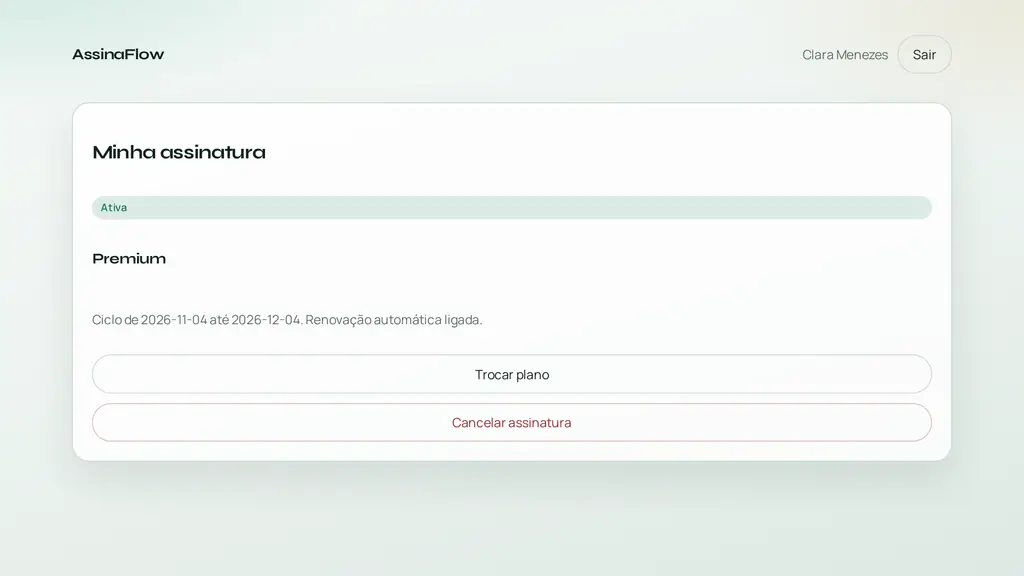 AssinaFlow
Clara Menezes
Sair
Minha assinatura
Ativa
Premium
Ciclo de 2026-11-04 até 2026-12-04. Renovação automática ligada.
Trocar plano
Cancelar assinatura